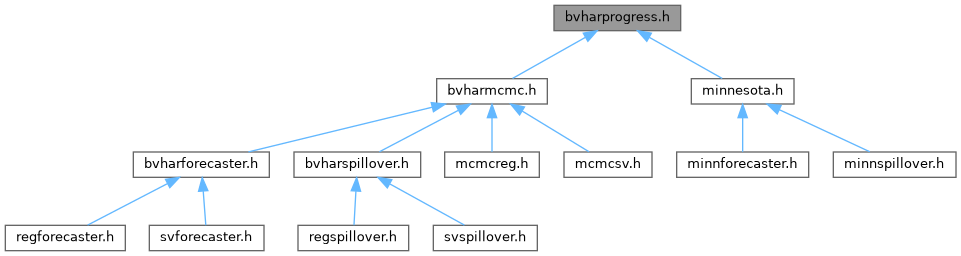 bvharprogress.h
bvharmcmc.h
minnesota.h
bvharforecaster.h
bvharspillover.h
mcmcreg.h
mcmcsv.h
minnforecaster.h
minnspillover.h
regforecaster.h
svforecaster.h
regspillover.h
svspillover.h